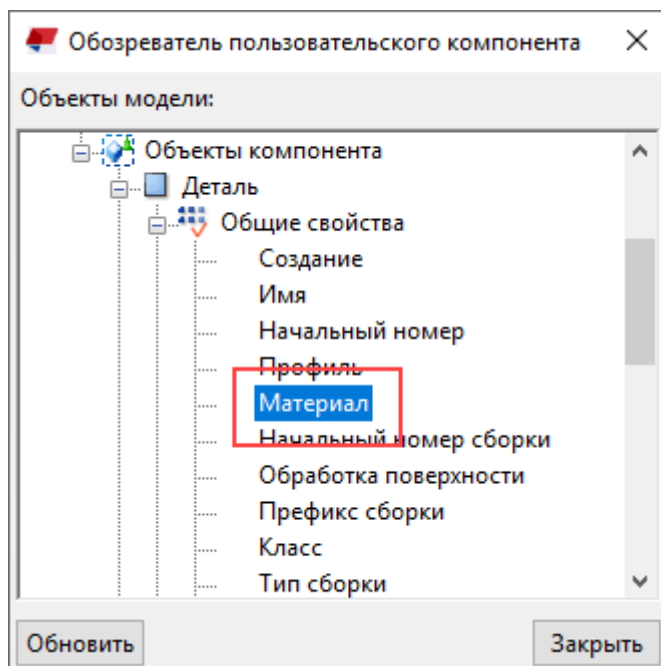 Обозреватель пользовательского компонента
Объекты модели:
Объекты компонента
Деталь
Общие свойства
Создание
Имя
Начальный номер
Профиль
Материал
Начальный номер сборки
Обработка поверхности
Префикс сборки
Класс
Тип сборки
Обновить
Закрыть